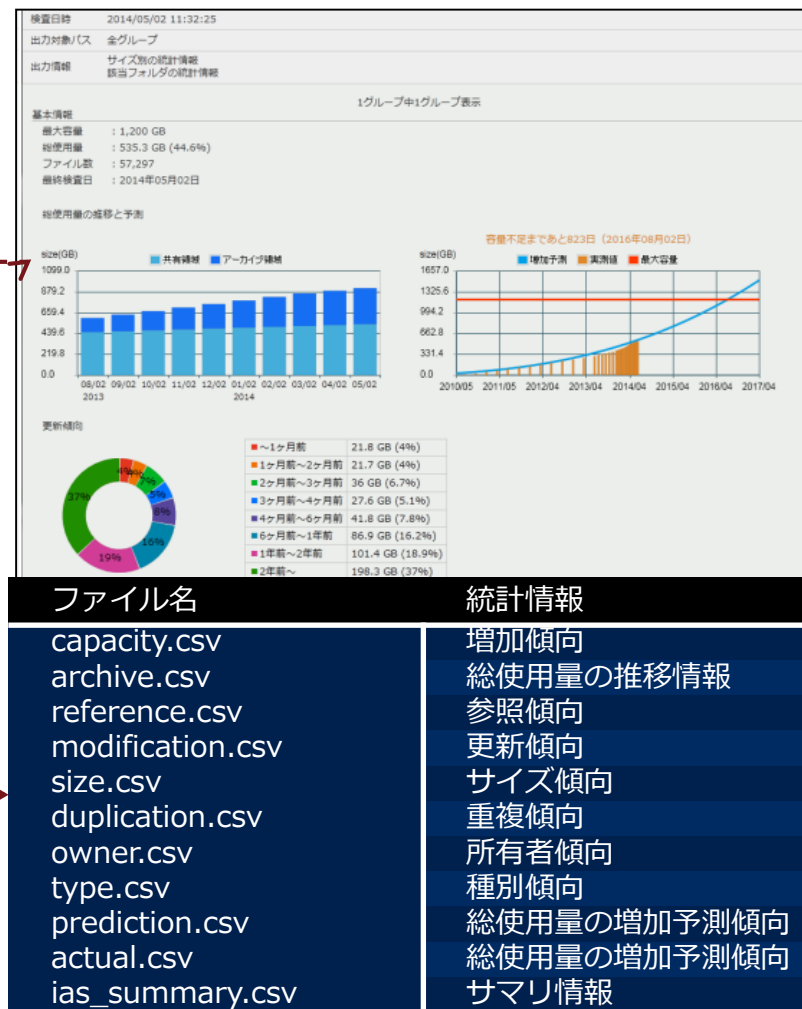 検査日時 2014/05/02 11:32:25
出力対象パス 全グループ
出力情報 サイズ別の統計情報
該当フォルダの統計情報
1グループ中1グループ表示
基本情報
最大容量 : 1,200 GB
総使用量 : 535.3 GB (44.6%)
ファイル数 : 57,297
最終検査日 : 2014年05月02日
総使用量の推移と予測
size(GB)
共有領域 アーカイブ領域
1099.0
879.2
659.4
439.6
219.8
0.0
08/02 09/02 10/02 11/02 12/02 01/02 02/02 03/02 04/02 05/02
2013 2014
容量不足まであと823日（2016年08月02日）
size(GB)
増加予測 実測値 最大容量
1657.0
1325.6
994.2
662.8
331.4
0.0
2010/05 2011/05 2012/04 2013/04 2014/04 2015/04 2016/04 2017/04
更新傾向
4%
4%
7%
5%
8%
16%
19%
37%
～1ヶ月前 21.8 GB (4%)
1ヶ月前～2ヶ月前 21.7 GB (4%)
2ヶ月前～3ヶ月前 36 GB (6.7%)
3ヶ月前～4ヶ月前 27.6 GB (5.1%)
4ヶ月前～6ヶ月前 41.8 GB (7.8%)
6ヶ月前～1年前 86.9 GB (16.2%)
1年前～2年前 101.4 GB (18.9%)
2年前～ 198.3 GB (37%)
ファイル名 統計情報
capacity.csv 増加傾向
archive.csv 総使用量の推移情報
reference.csv 参照傾向
modification.csv 更新傾向
size.csv サイズ傾向
duplication.csv 重複傾向
owner.csv 所有者傾向
type.csv 種別傾向
prediction.csv 総使用量の増加予測傾向
actual.csv 総使用量の増加予測傾向
ias_summary.csv サマリ情報